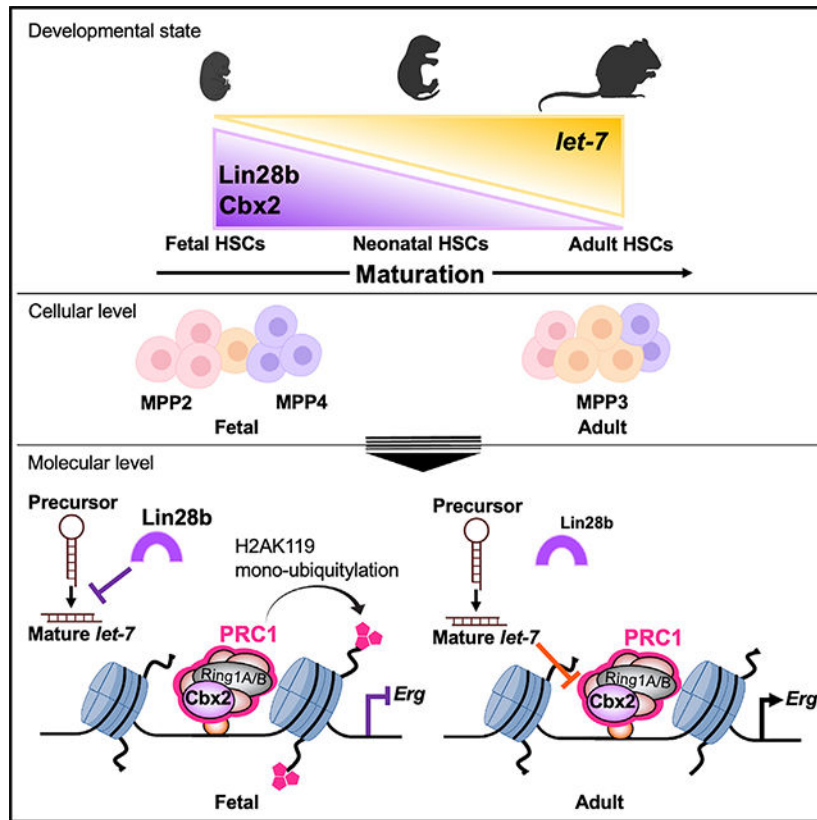 Developmental state
let-7
Lin28b
Cbx2
Fetal HSCs
Neonatal HSCs
Adult HSCs
Maturation
Cellular level
MPP2
MPP4
MPP3
Fetal
Adult
Molecular level
Precursor
Lin28b
H2AK119
mono-ubiquitylation
Mature let-7
PRC1
Ring1A/B
Cbx2
Erg
Fetal
Precursor
Lin28b
Mature let-7
PRC1
Ring1A/B
Cbx2
Erg
Adult